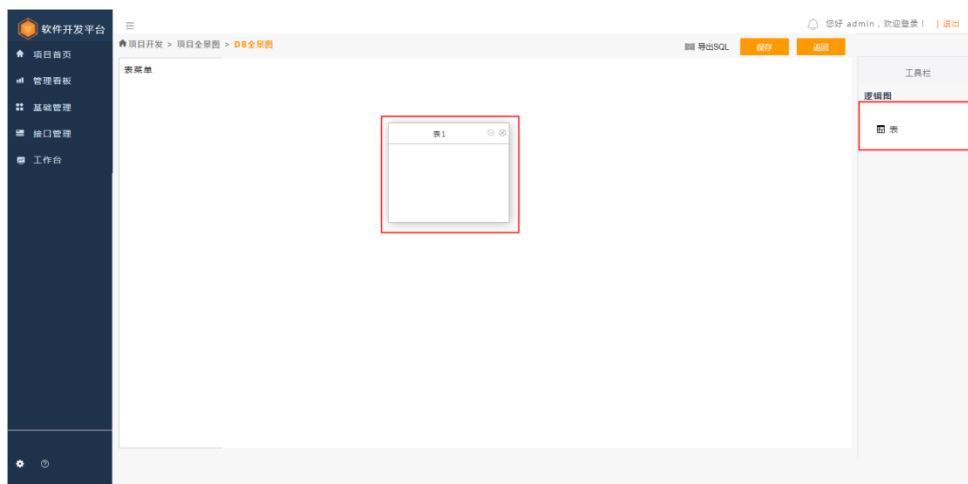 软件开发平台
您好 admin，欢迎登录！ | 退出
项目首页
管理看板
基础管理
接口管理
工作台
项目开发 > 项目全景图 > DB全景图
导出SQL
保存
返回
表菜单
表1
工具栏
逻辑图
表